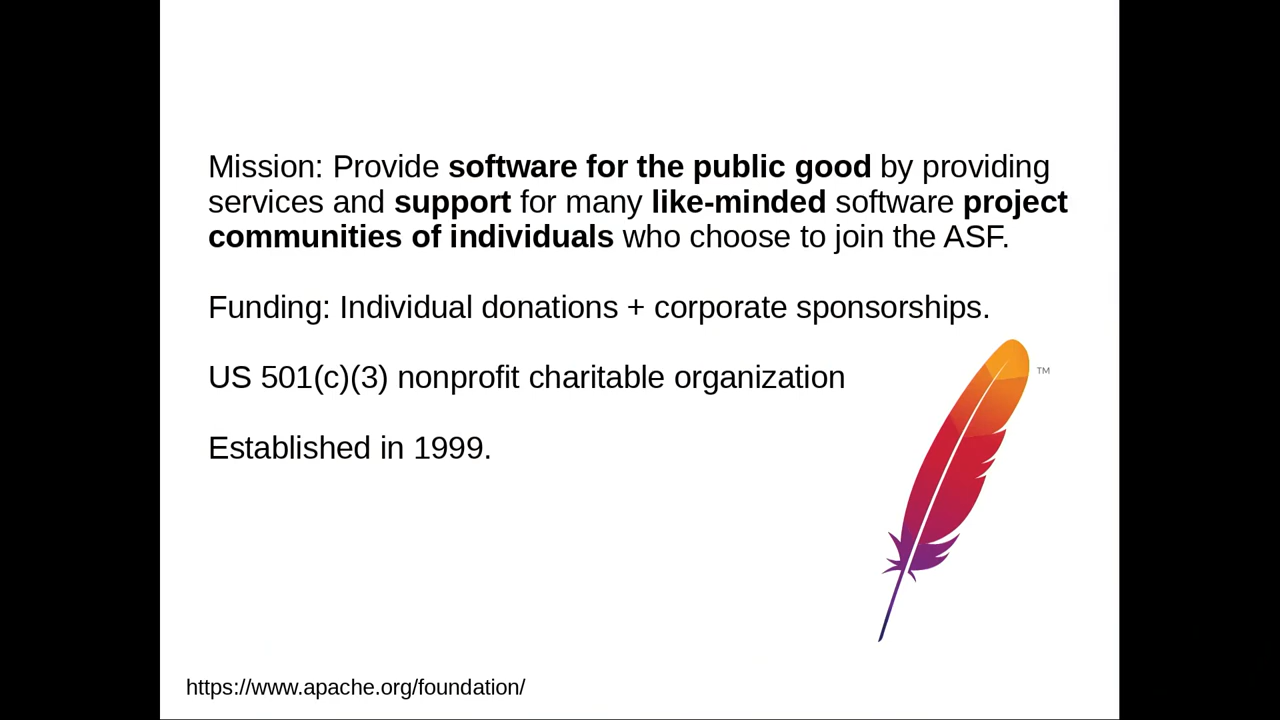 Mission: Provide software for the public good by providing
services and support for many like-minded software project
communities of individuals who choose to join the ASF.
Funding: Individual donations + corporate sponsorships.
US 501(c)(3) nonprofit charitable organization
TM
Established in 1999.
https://www.apache.org/foundation/